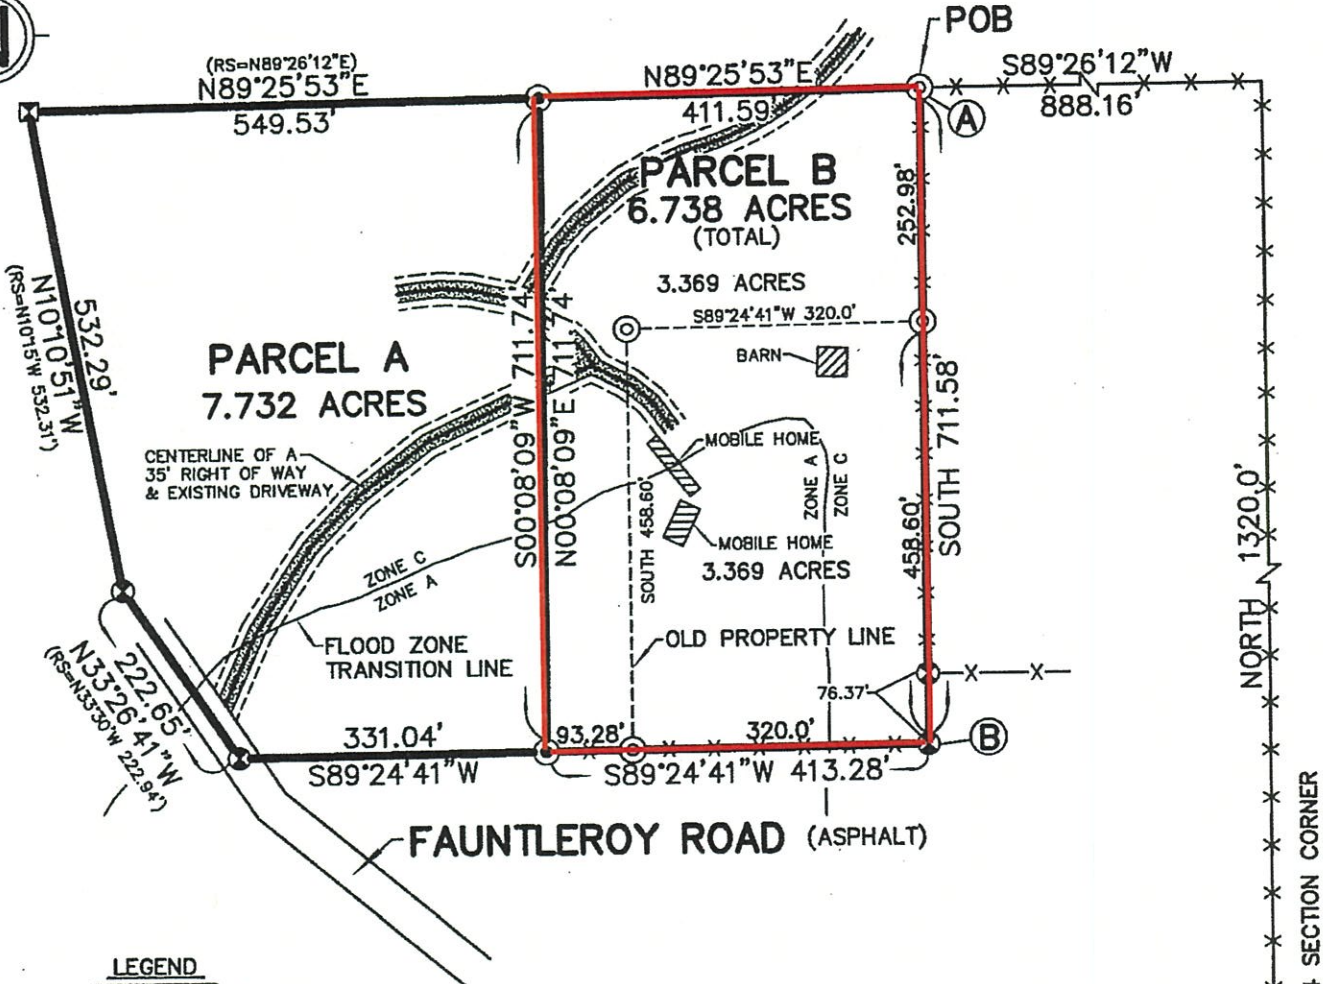 POB
(RS=N89°26'12"E)
N89°25'53"E
549.53'
N89°25'53"E
411.59'
S89°26'12"W
888.16'
A
PARCEL B
6.738 ACRES
(TOTAL)
3.369 ACRES
252.98'
S89°24'41"W 320.0'
BARN
N10°10'51"W
532.29'
(RS=N10°15'W 532.31')
PARCEL A
7.732 ACRES
CENTERLINE OF A
35' RIGHT OF WAY
& EXISTING DRIVEWAY
S00°08'09"W 711.74'
N00°08'09"E 711.74'
MOBILE HOME
ZONE A
ZONE C
MOBILE HOME
3.369 ACRES
SOUTH 458.60'
458.60'
SOUTH 711.58'
NORTH 1320.0'
ZONE C
ZONE A
FLOOD ZONE
TRANSITION LINE
OLD PROPERTY LINE
76.37'
222.65'
N33°26'41"W
(RS=N33°30'W 222.94')
331.04'
S89°24'41"W
93.28'
320.0'
S89°24'41"W 413.28'
B
FAUNTLEROY ROAD (ASPHALT)
SECTION CORNER
LEGEND